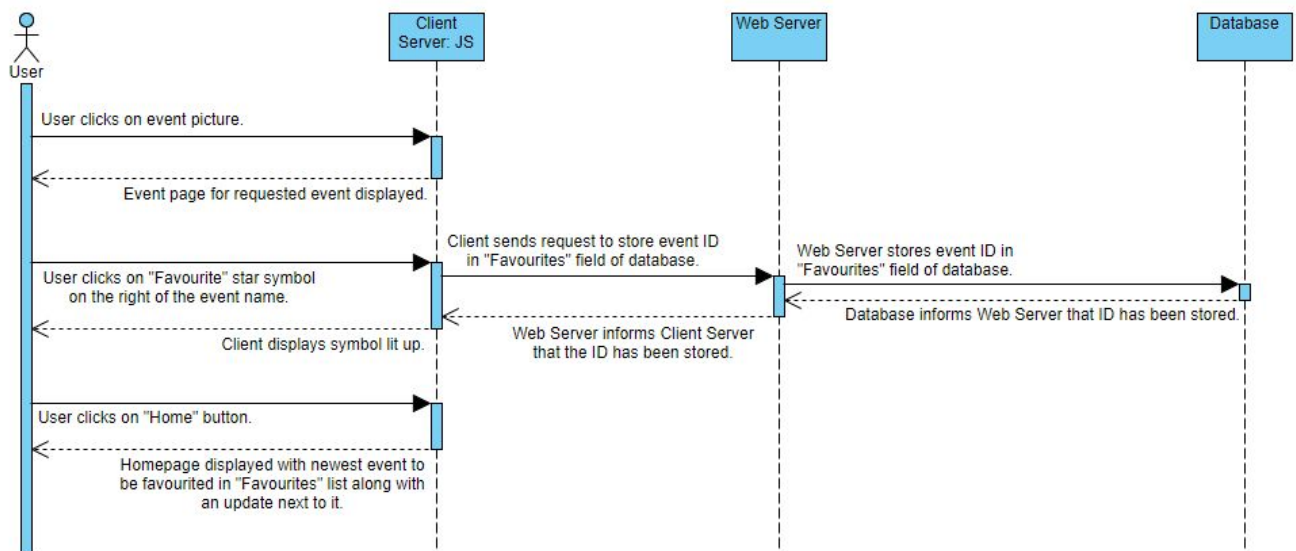 Client
Server: JS
Web Server
Database
User
User clicks on event picture.
Event page for requested event displayed.
Client sends request to store event ID
in "Favourites" field of database.
Web Server stores event ID in
"Favourites" field of database.
User clicks on "Favourite" star symbol
on the right of the event name.
Database informs Web Server that ID has been stored.
Web Server informs Client Server
that the ID has been stored.
Client displays symbol lit up.
User clicks on "Home" button.
Homepage displayed with newest event to
be favourited in "Favourites" list along with
an update next to it.